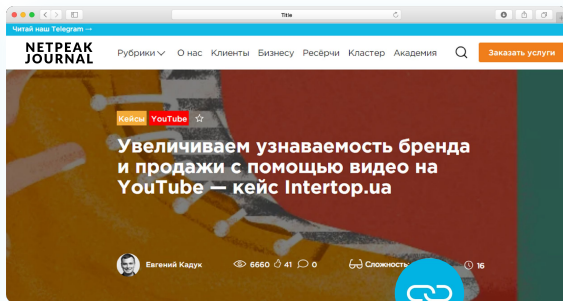 Title
Читай наш Telegram →
NETPEAK
JOURNAL
Рубрики О нас Клиенты Бизнесу Ресёрчи Кластер Академия
Заказать услуги
Кейсы YouTube
Увеличиваем узнаваемость бренда
и продажи с помощью видео на
YouTube — кейс Intertop.ua
Евгений Кадук 6660 41 0 Сложность: 16